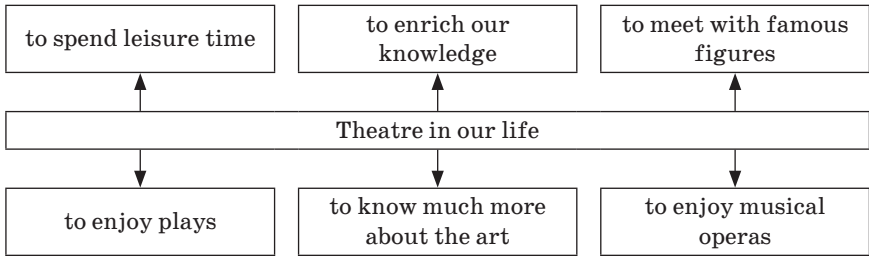 to spend leisure time
to enrich our
knowledge
to meet with famous
figures
Theatre in our life
to enjoy plays
to know much more
about the art
to enjoy musical
operas